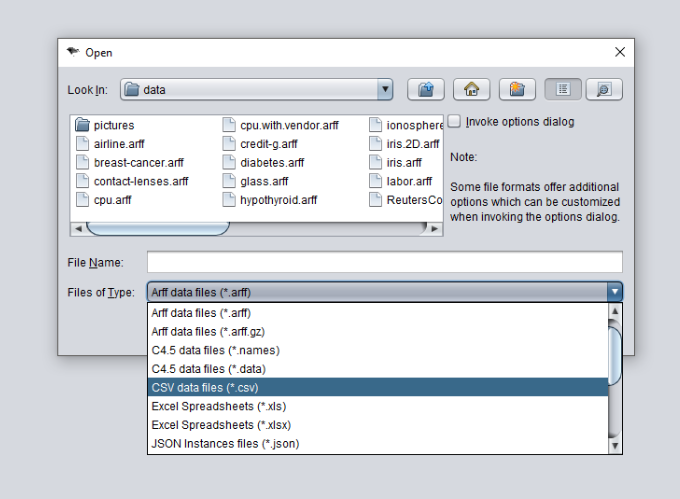 Open
Look In: data
pictures
airline.arff
breast-cancer.arff
contact-lenses.arff
cpu.arff
cpu.with.vendor.arff
credit-g.arff
diabetes.arff
glass.arff
hypothyroid.arff
ionosphere
iris.2D.arff
iris.arff
labor.arff
ReutersCo
Invoke options dialog
Note:
Some file formats offer additional
options which can be customized
when invoking the options dialog.
File Name:
Files of Type: Arff data files (*.arff)
Arff data files (*.arff)
Arff data files (*.arff.gz)
C4.5 data files (*.names)
C4.5 data files (*.data)
CSV data files (*.csv)
Excel Spreadsheets (*.xls)
Excel Spreadsheets (*.xlsx)
JSON Instances files (*.json)